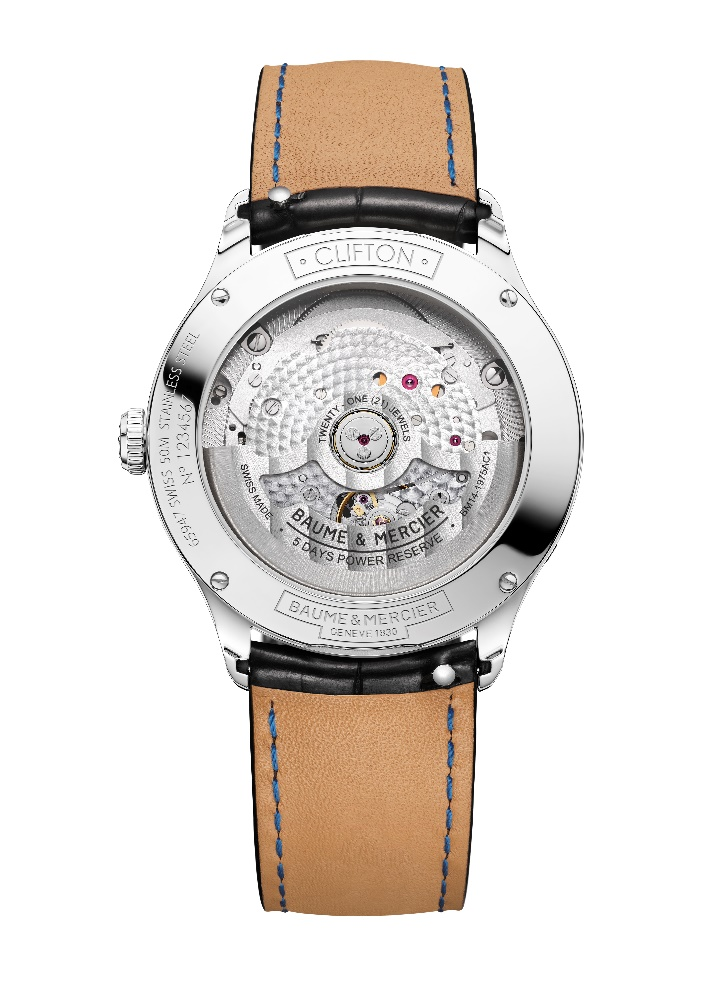 · CLIFTON ·
65947 SWISS 50M STAINLESS STEEL
Nº 123456
TWENTY - ONE (21) JEWELS
SWISS MADE
BM14-1975AC1
BAUME & MERCIER
5 DAYS POWER RESERVE
BAUME & MERCIER
GENEVE 1830